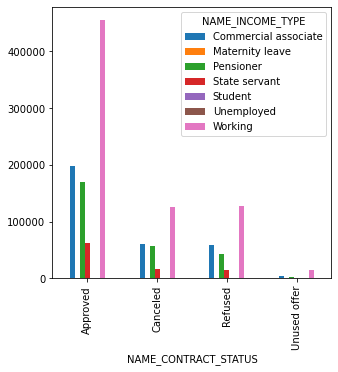 NAME_INCOME_TYPE
Commercial associate
Maternity leave
Pensioner
State servant
Student
Unemployed
Working
400000
300000
200000
100000
0
Approved
Canceled
Refused
Unused offer
NAME_CONTRACT_STATUS